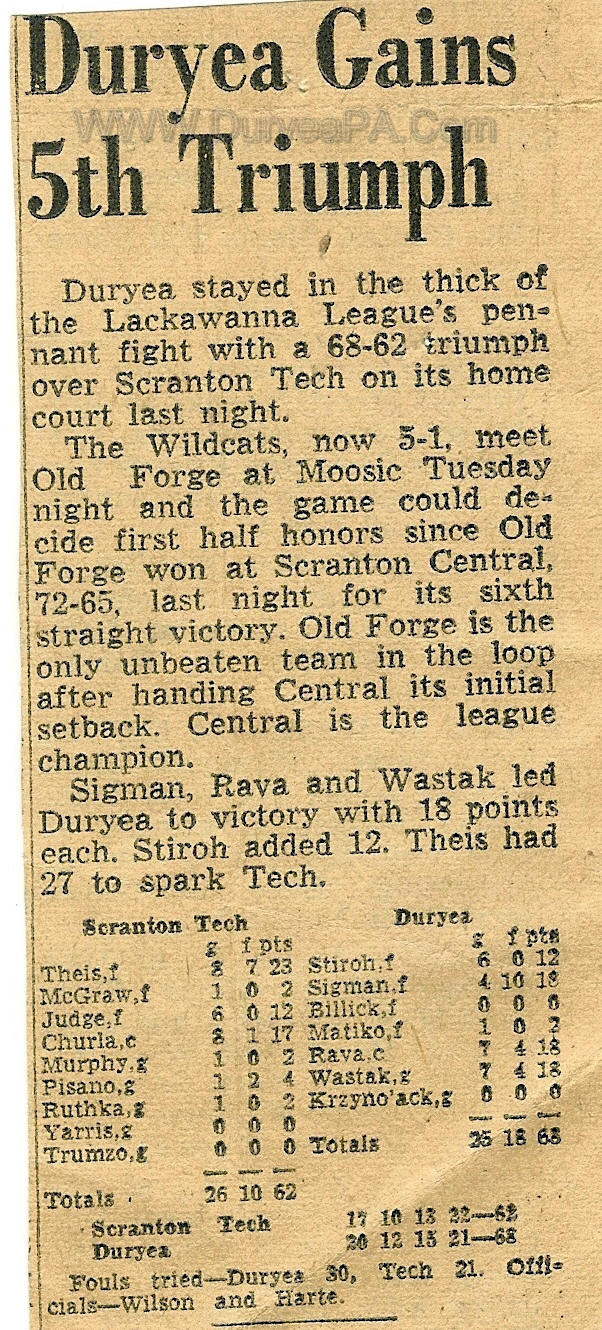 Duryea Gains
WWW.DuryeaPA.Com
5th Triumph
Duryea stayed in the thick of
the Lackawanna League's pen-
nant fight with a 68-62 triumph
over Scranton Tech on its home
court last night.
The Wildcats, now 5-1, meet
Old Forge at Moosic Tuesday
night and the game could de-
cide first half honors since Old
Forge won at Scranton Central,
72-65, last night for its sixth
straight victory. Old Forge is the
only unbeaten team in the loop
after handing Central its initial
setback. Central is the league
champion.
Sigman, Rava and Wastak led
Duryea to victory with 18 points
each. Stiroh added 12. Theis had
27 to spark Tech.
Scranton Tech
g f pts
Theis,f 8 7 23
McGraw,f 1 0 2
Judge,f 6 0 12
Churla,c 8 1 17
Murphy,g 1 0 2
Pisano,g 1 2 4
Ruthka,g 1 0 2
Yarris,g 0 0 0
Trumzo,g 0 0 0
Totals 26 10 62
Duryea
g f pts
Stiroh,f 6 0 12
Sigman,f 4 10 18
Billick,f 0 0 0
Matiko,f 1 0 2
Rava,c 7 4 18
Wastak,g 7 4 18
Krzyno'ack,g 0 0 0
Totals 25 18 68
Scranton Tech 17 10 13 22—62
Duryea 20 12 15 21—68
Fouls tried—Duryea 30, Tech 21. Offi-
cials—Wilson and Harte.